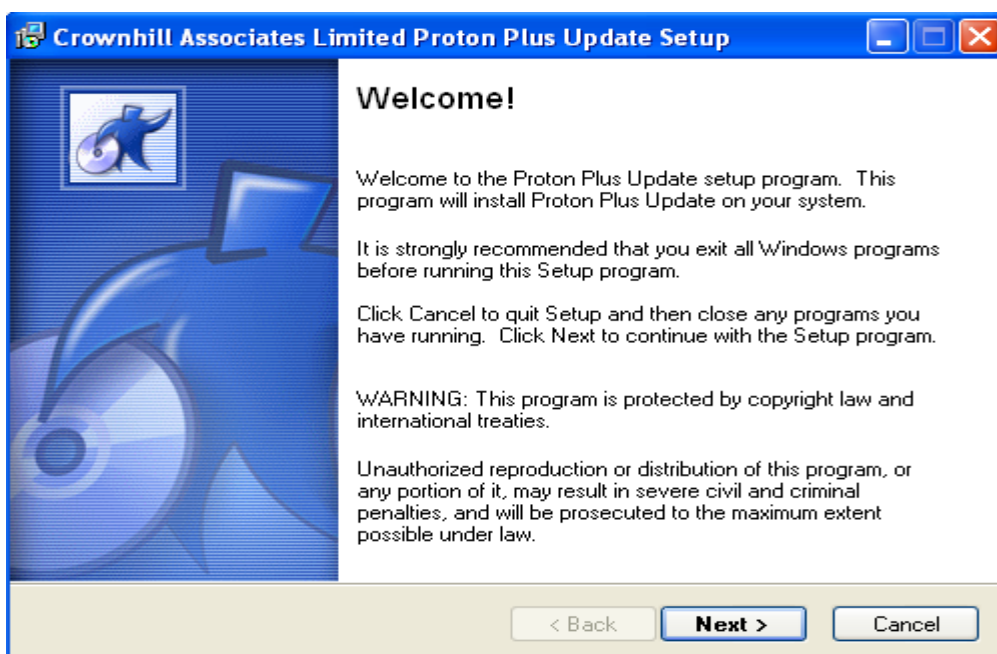 Crownhill Associates Limited Proton Plus Update Setup
Welcome!
Welcome to the Proton Plus Update setup program. This
program will install Proton Plus Update on your system.
It is strongly recommended that you exit all Windows programs
before running this Setup program.
Click Cancel to quit Setup and then close any programs you
have running. Click Next to continue with the Setup program.
WARNING: This program is protected by copyright law and
international treaties.
Unauthorized reproduction or distribution of this program, or
any portion of it, may result in severe civil and criminal
penalties, and will be prosecuted to the maximum extent
possible under law.
< Back Next > Cancel